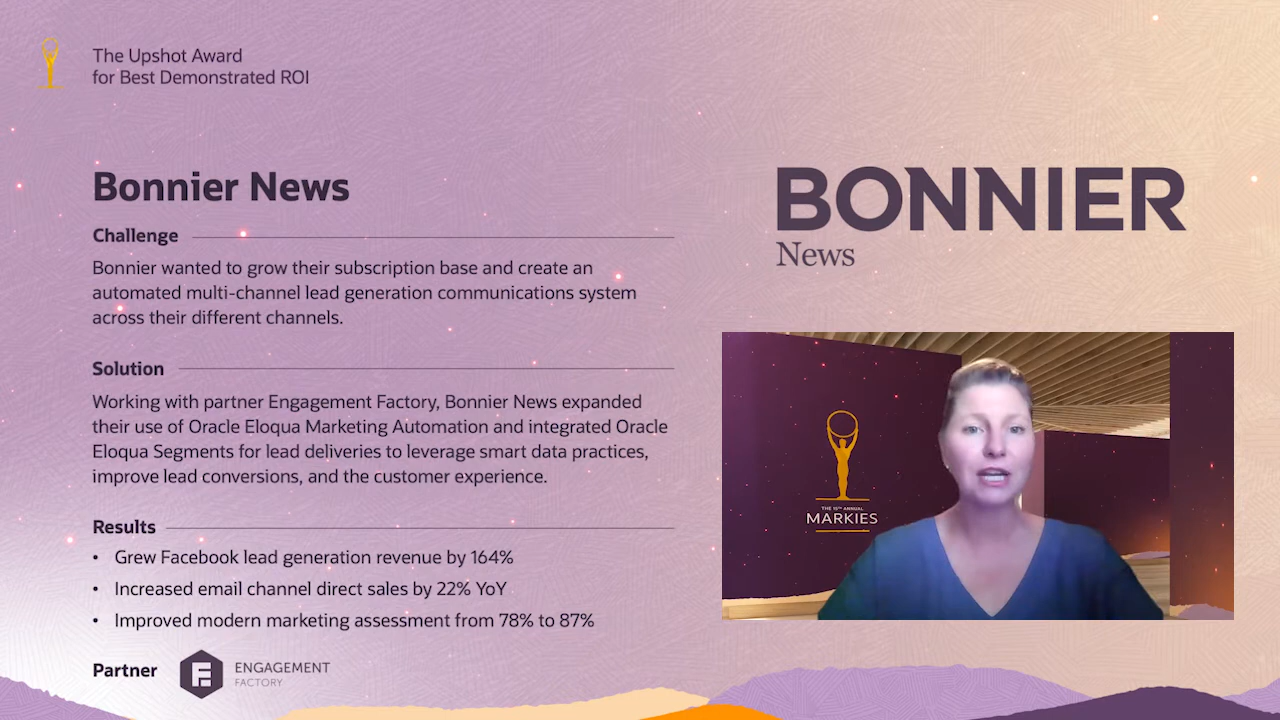 The Upshot Award
for Best Demonstrated ROI
Bonnier News
Challenge
Bonnier wanted to grow their subscription base and create an
automated multi-channel lead generation communications system
across their different channels.
Solution
Working with partner Engagement Factory, Bonnier News expanded
their use of Oracle Eloqua Marketing Automation and integrated Oracle
Eloqua Segments for lead deliveries to leverage smart data practices,
improve lead conversions, and the customer experience.
Results
• Grew Facebook lead generation revenue by 164%
• Increased email channel direct sales by 22% YoY
• Improved modern marketing assessment from 78% to 87%
Partner
ENGAGEMENT
FACTORY
BONNIER
News
THE 15TH ANNUAL
MARKIES